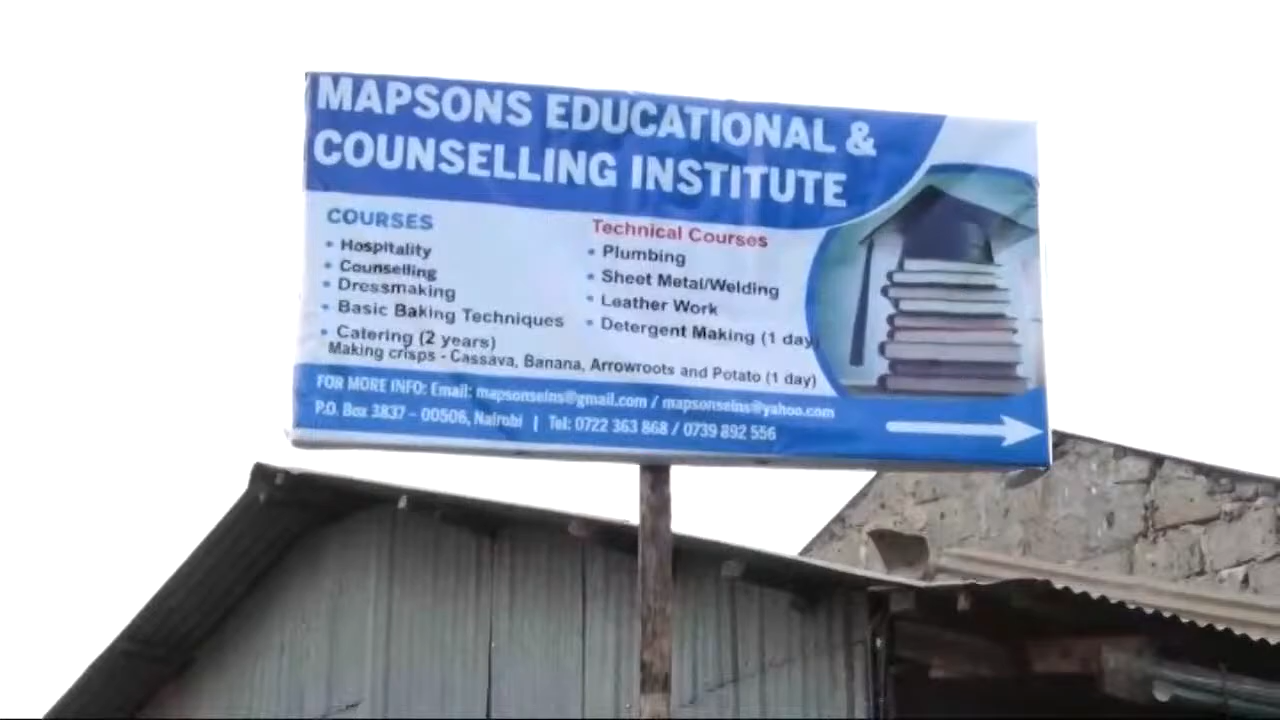 MAPSONS EDUCATIONAL &
COUNSELLING INSTITUTE
COURSES
• Hospitality
• Counselling
• Dressmaking
• Basic Baking Techniques
• Catering (2 years)
Technical Courses
• Plumbing
• Sheet Metal/Welding
• Leather Work
• Detergent Making (1 day)
Making crisps - Cassava, Banana, Arrowroots and Potato (1 day)
FOR MORE INFO: Email: mapsonseins@gmail.com / mapsonseins@yahoo.com
P.O. Box 3837 – 00506, Nairobi | Tel: 0722 363 868 / 0739 892 556